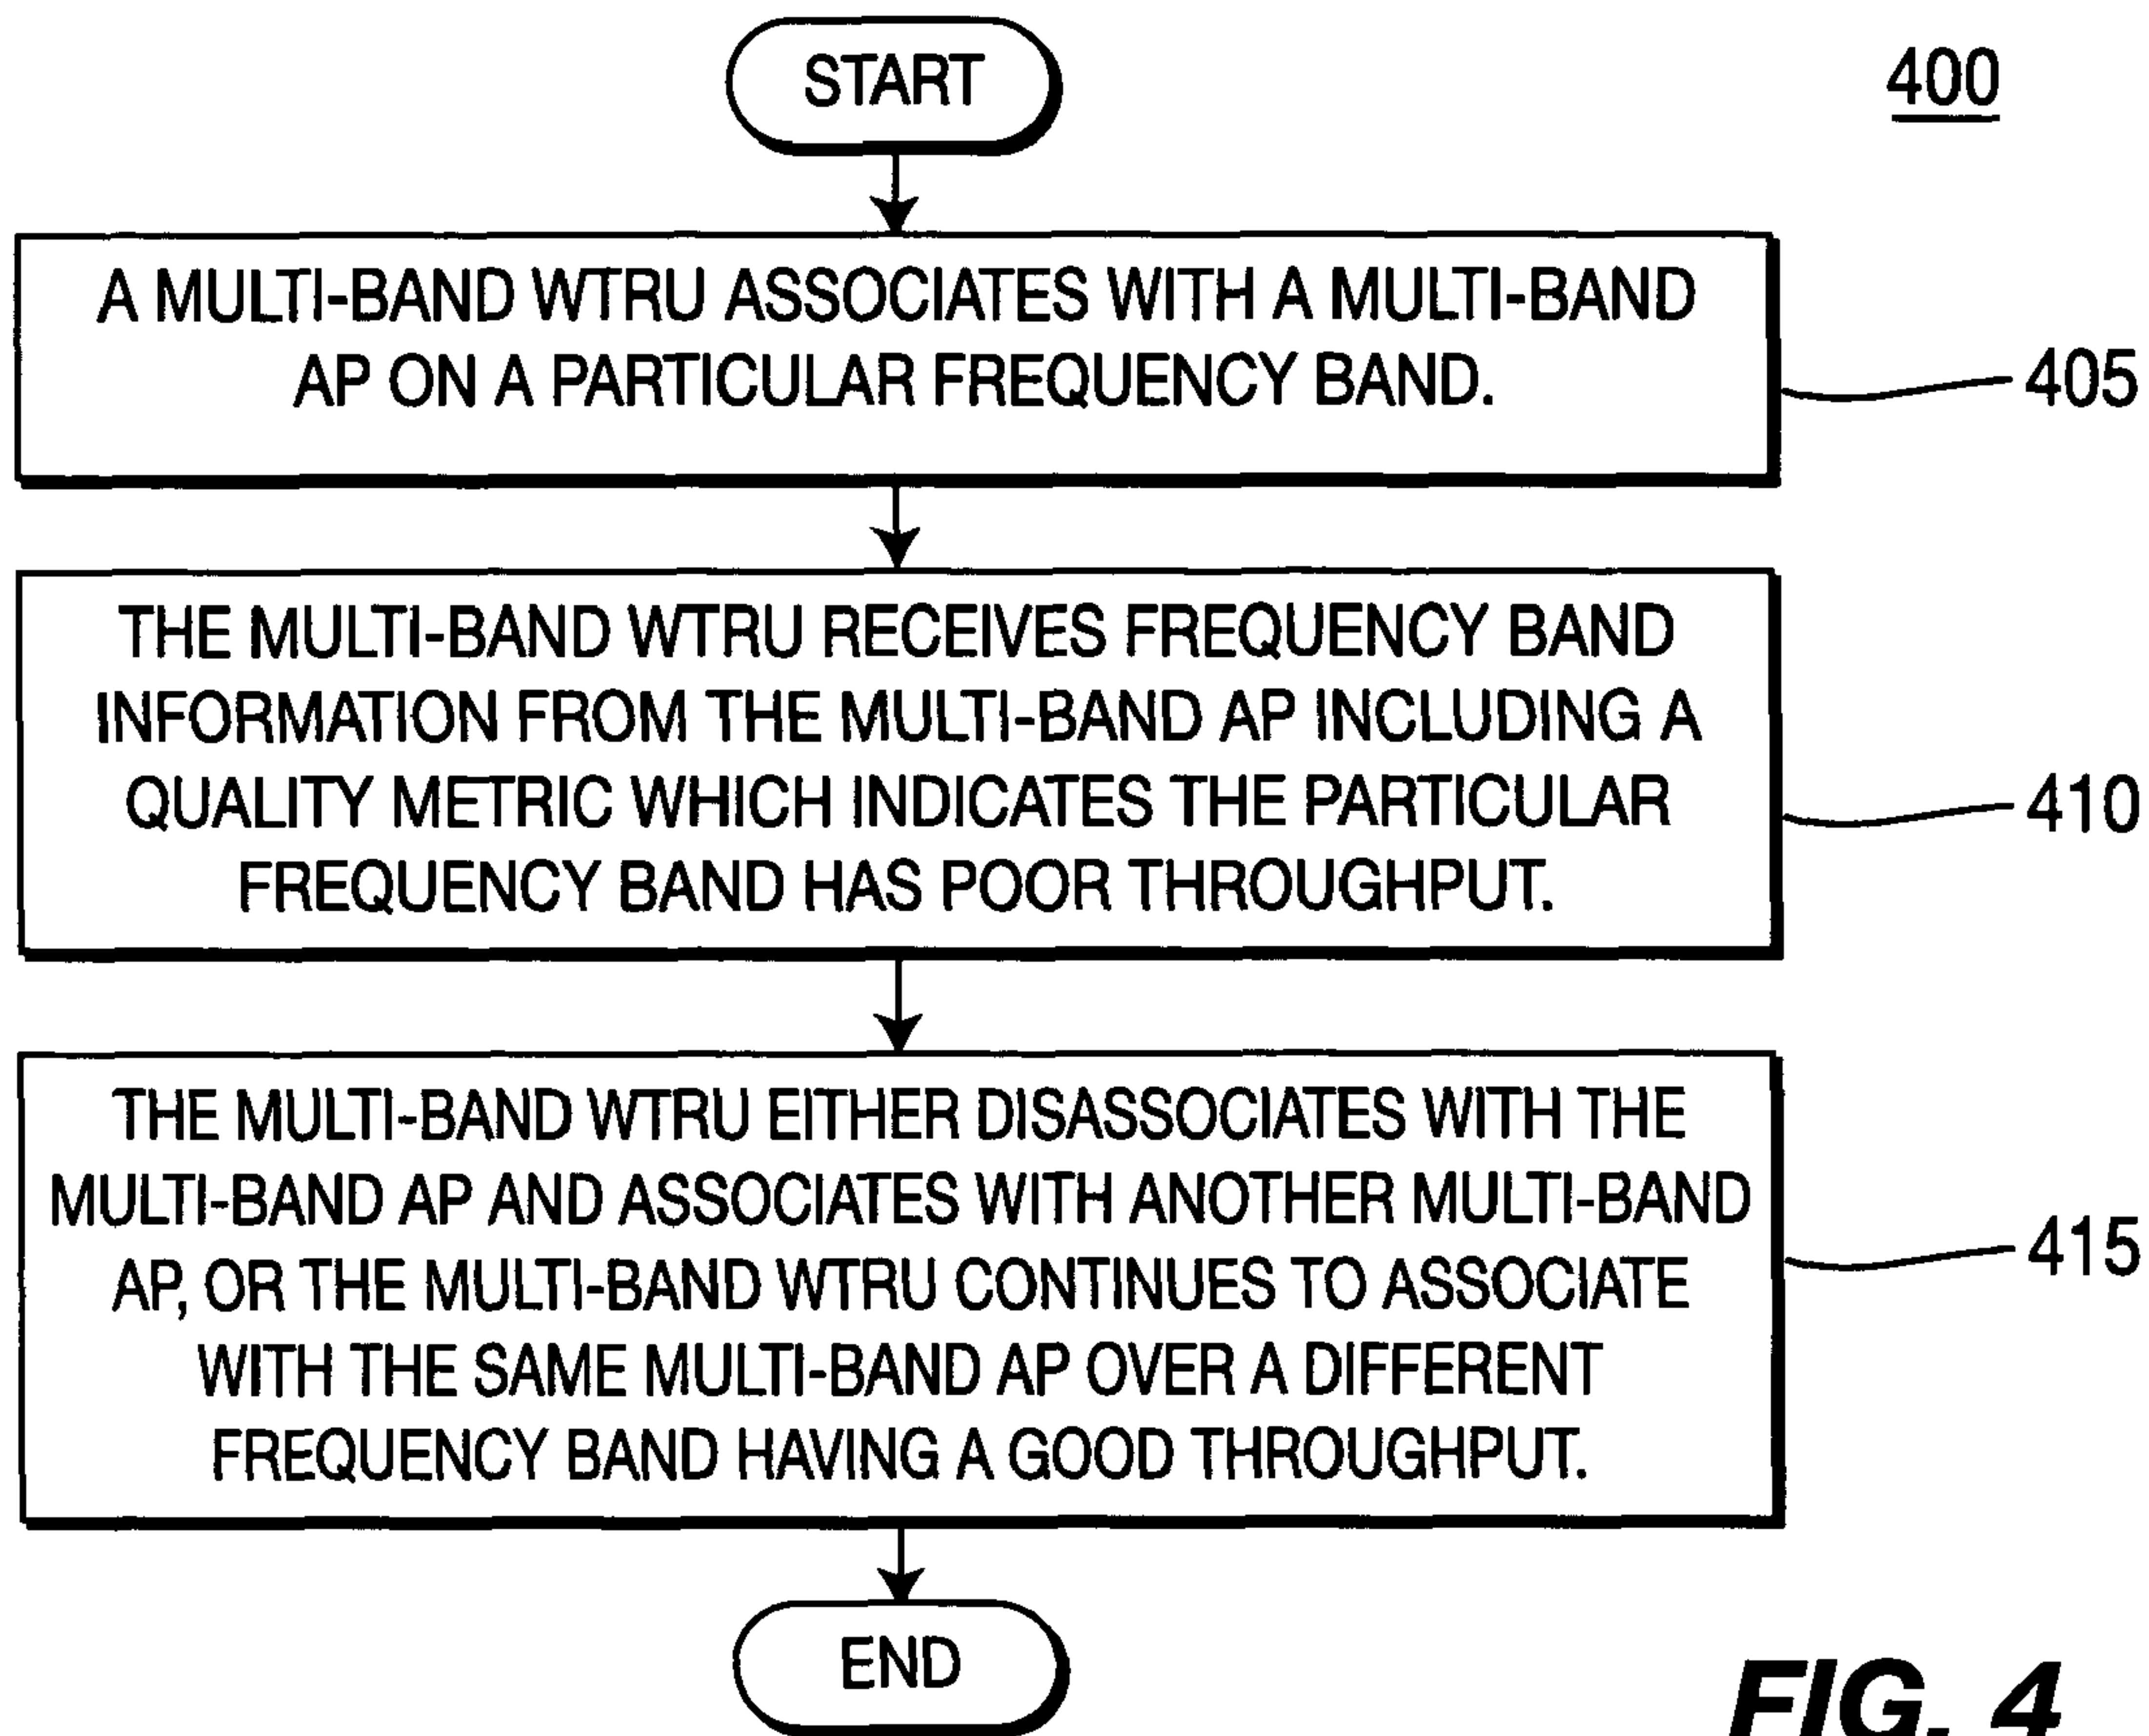 START
400
A MULTI-BAND WTRU ASSOCIATES WITH A MULTI-BAND
AP ON A PARTICULAR FREQUENCY BAND.
405
THE MULTI-BAND WTRU RECEIVES FREQUENCY BAND
INFORMATION FROM THE MULTI-BAND AP INCLUDING A
QUALITY METRIC WHICH INDICATES THE PARTICULAR
FREQUENCY BAND HAS POOR THROUGHPUT.
410
THE MULTI-BAND WTRU EITHER DISASSOCIATES WITH THE
MULTI-BAND AP AND ASSOCIATES WITH ANOTHER MULTI-BAND
AP, OR THE MULTI-BAND WTRU CONTINUES TO ASSOCIATE
WITH THE SAME MULTI-BAND AP OVER A DIFFERENT
FREQUENCY BAND HAVING A GOOD THROUGHPUT.
415
END
FIG. 4